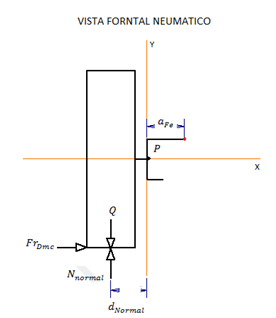 VISTA FORNTAL NEUMATICO
Y
a_Fe
P
X
Q
Fr_Dmc
N_normal
d_Normal